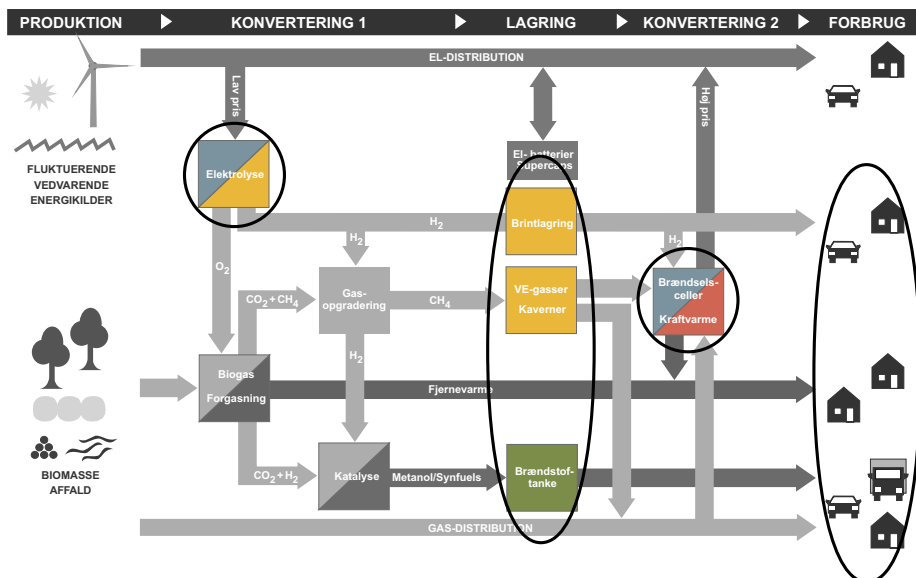 PRODUKTION
KONVERTERING 1
LAGRING
KONVERTERING 2
FORBRUG
EL-DISTRIBUTION
Lav pris
Høj pris
FLUKTUERENDE
VEDVARENDE
ENERGIKILDER
Elektrolyse
El- batterier
Supercaps
H2
Brintlagring
H2
H2
O2
CO2 + CH4
Gas-
opgradering
CH4
VE-gasser
Kaverner
Brændsels-
celler
Kraftvarme
H2
Biogas
Forgasning
Fjernevarme
BIOMASSE
AFFALD
CO2 + H2
Katalyse
Metanol/Synfuels
Brændstof-
tanke
GAS-DISTRIBUTION